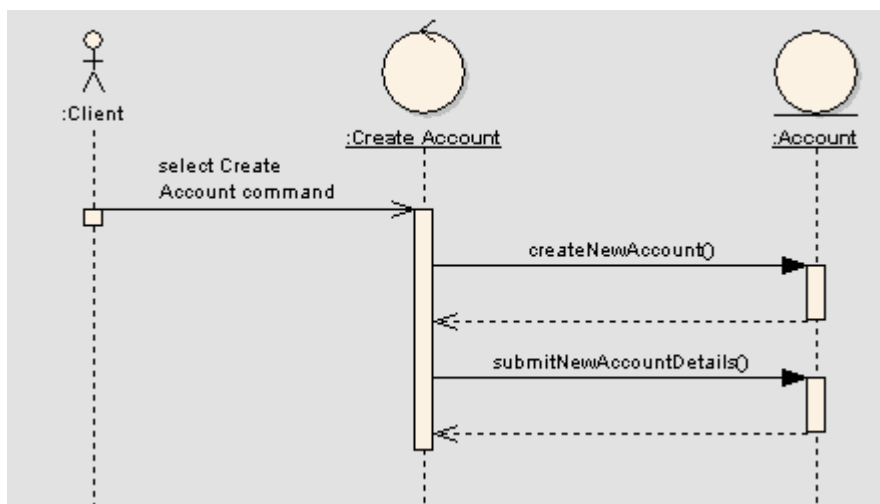 :Client
:Create Account
:Account
select Create
Account command
createNewAccount()
submitNewAccountDetails()